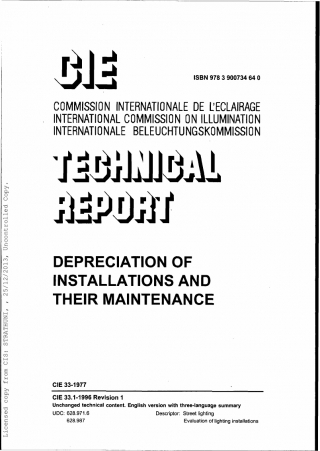 CIE
ISBN 978 3 900734 64 0
COMMISSION INTERNATIONALE DE L'ECLAIRAGE
INTERNATIONAL COMMISSION ON ILLUMINATION
INTERNATIONALE BELEUCHTUNGSKOMMISSION
TECHNICAL
REPORT
DEPRECIATION OF
INSTALLATIONS AND
THEIR MAINTENANCE
CIE 33-1977
CIE 33.1-1996 Revision 1
Unchanged technical content. English version with three-language summary
UDC: 628.971.6 Descriptor: Street lighting
628.987 Evaluation of lighting installations
Licensed copy from CIS: STRATHUNI, , 25/12/2013, Uncontrolled Copy.